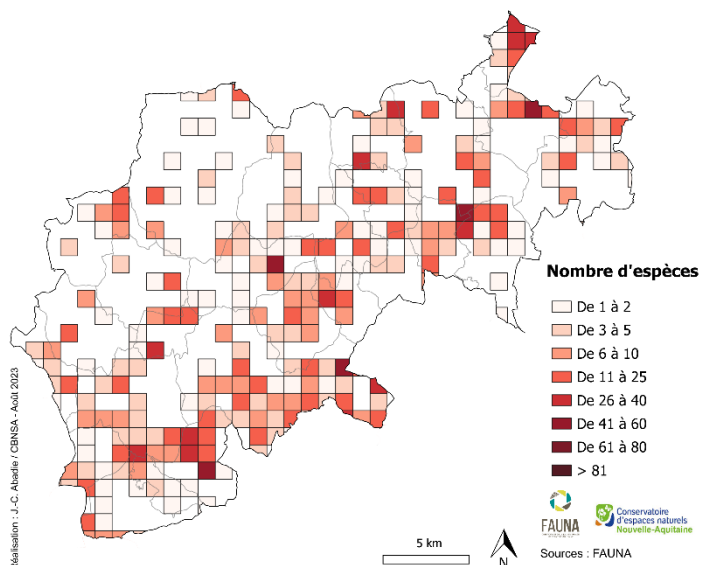 Nombre d'espèces
De 1 à 2
De 3 à 5
De 6 à 10
De 11 à 25
De 26 à 40
De 41 à 60
De 61 à 80
> 81
FAUNA
Conservatoire
d'espaces naturels
Nouvelle-Aquitaine
5 km
N
Sources : FAUNA
Réalisation : J.-C. Abadie / CBNSA - Août 2023